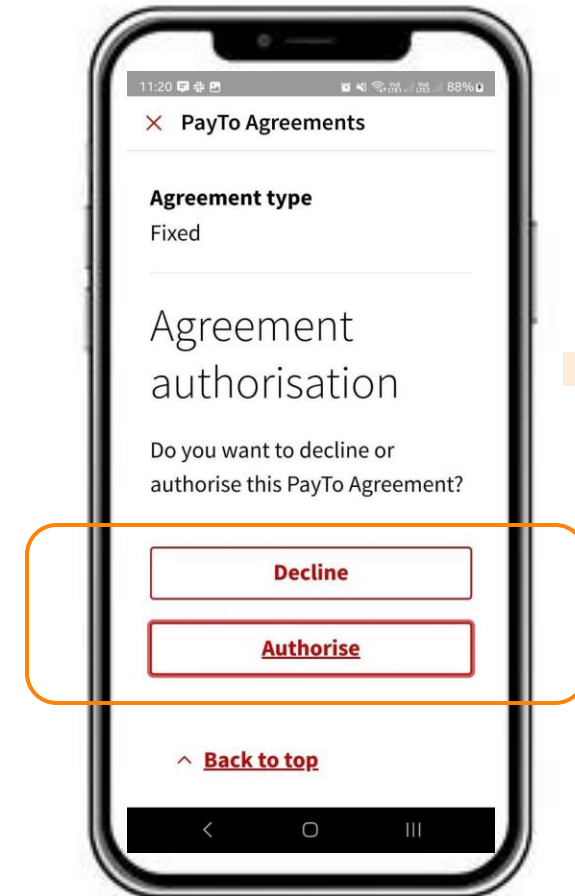 11:20
88%
PayTo Agreements
Agreement type
Fixed
Agreement
authorisation
Do you want to decline or
authorise this PayTo Agreement?
Decline
Authorise
Back to top